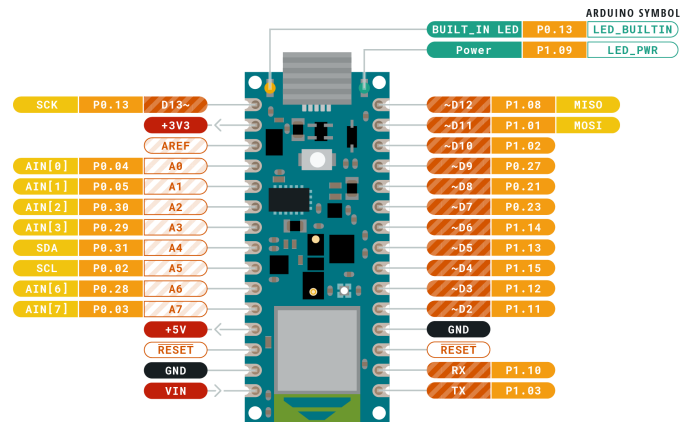 ARDUINO SYMBOL
BUILT_IN LED P0.13 LED_BUILTIN
Power P1.09 LED_PWR
SCK P0.13 D13~
+3V3
AREF
AIN[0] P0.04 A0
AIN[1] P0.05 A1
AIN[2] P0.30 A2
AIN[3] P0.29 A3
SDA P0.31 A4
SCL P0.02 A5
AIN[6] P0.28 A6
AIN[7] P0.03 A7
+5V
RESET
GND
VIN
~D12 P1.08 MISO
~D11 P1.01 MOSI
~D10 P1.02
~D9 P0.27
~D8 P0.21
~D7 P0.23
~D6 P1.14
~D5 P1.13
~D4 P1.15
~D3 P1.12
~D2 P1.11
GND
RESET
RX P1.10
TX P1.03